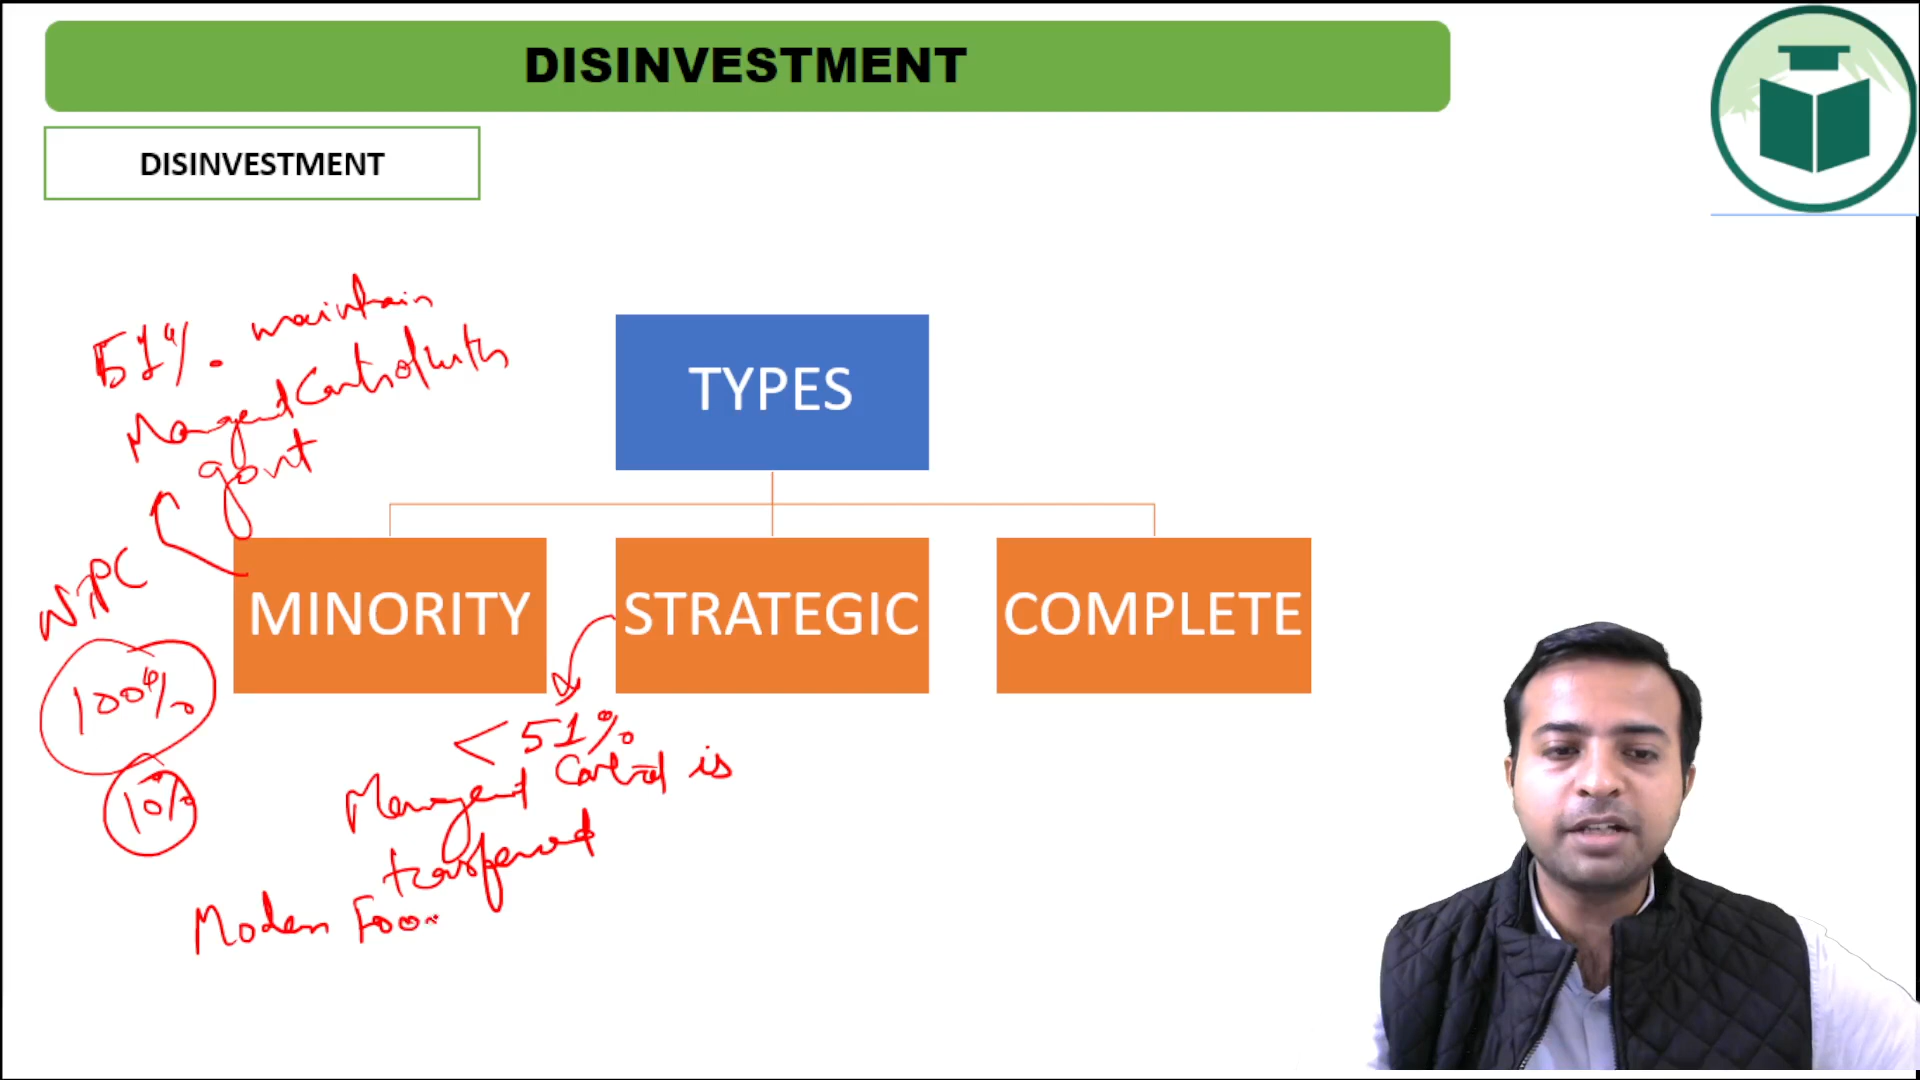 DISINVESTMENT
DISINVESTMENT
51%. maintain
Management Control with
govt
TYPES
MINORITY
STRATEGIC
COMPLETE
NTPC
100%
10%
<51%
Management Control is
transferred
Modern Foo